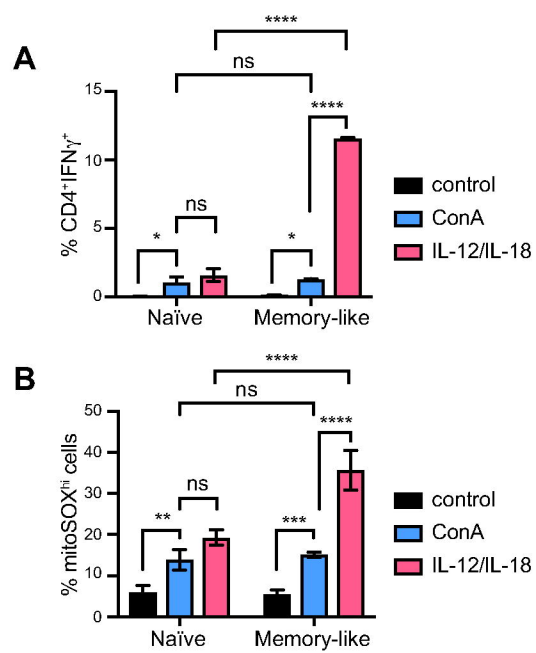 A
****
ns
****
ns
*
*
% CD4⁺IFNγ⁺
15
10
5
0
Naïve
Memory-like
control
ConA
IL-12/IL-18
B
****
ns
****
ns
**
***
% mitoSOXʰⁱ cells
50
40
30
20
10
0
Naïve
Memory-like
control
ConA
IL-12/IL-18